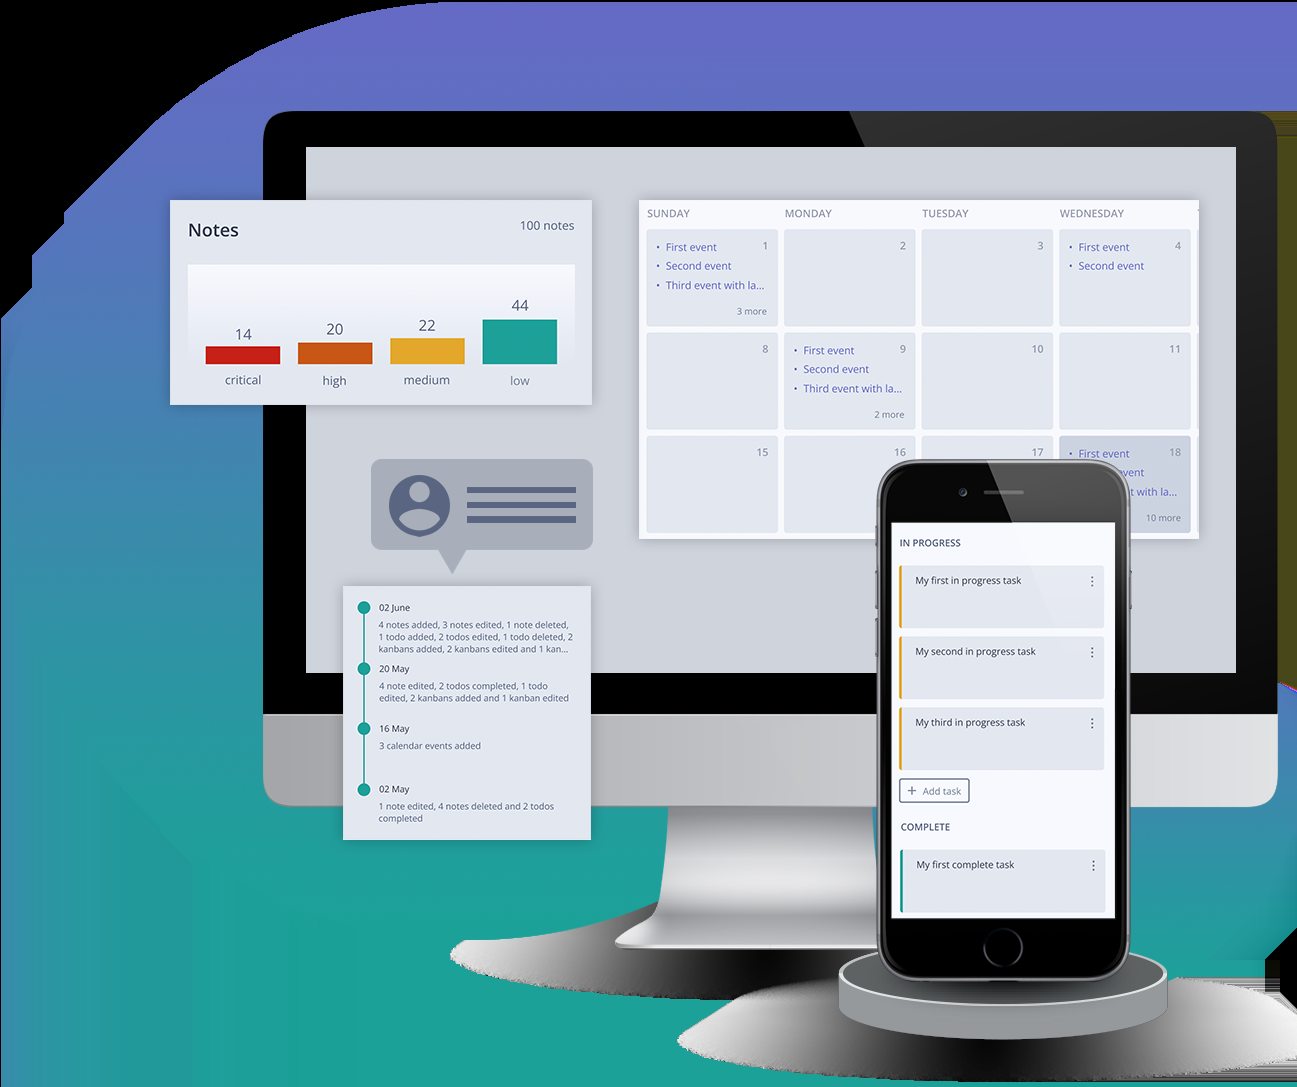 Notes
100 notes
14
20
22
44
critical
high
medium
low
SUNDAY
MONDAY
TUESDAY
WEDNESDAY
1
• First event
• Second event
• Third event with la...
3 more
2
3
4
• First event
• Second event
8
9
• First event
• Second event
• Third event with la...
2 more
10
11
15
16
17
18
• First event
vent
t with la...
10 more
02 June
4 notes added, 3 notes edited, 1 note deleted,
1 todo added, 2 todos edited, 1 todo deleted, 2
kanbans added, 2 kanbans edited and 1 kan...
20 May
4 note edited, 2 todos completed, 1 todo
edited, 2 kanbans added and 1 kanban edited
16 May
3 calendar events added
02 May
1 note edited, 4 notes deleted and 2 todos
completed
IN PROGRESS
My first in progress task
My second in progress task
My third in progress task
+ Add task
COMPLETE
My first complete task